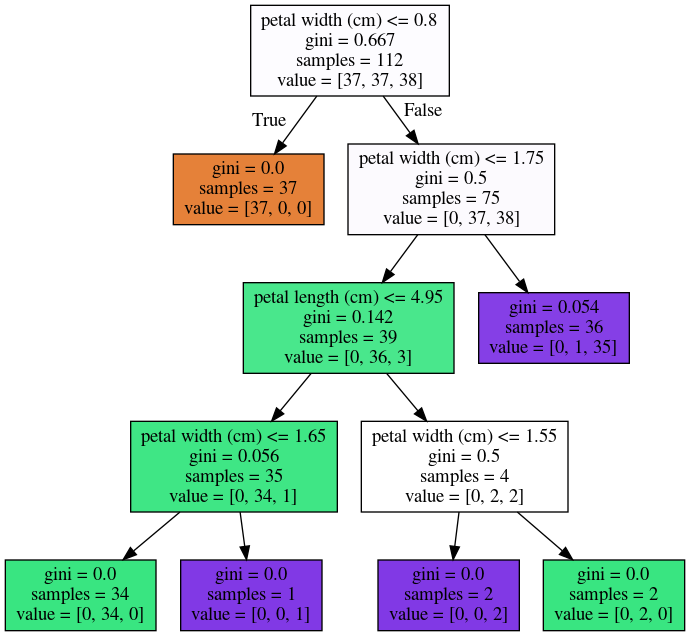 petal width (cm) <= 0.8
gini = 0.667
samples = 112
value = [37, 37, 38]
True
False
gini = 0.0
samples = 37
value = [37, 0, 0]
petal width (cm) <= 1.75
gini = 0.5
samples = 75
value = [0, 37, 38]
petal length (cm) <= 4.95
gini = 0.142
samples = 39
value = [0, 36, 3]
gini = 0.054
samples = 36
value = [0, 1, 35]
petal width (cm) <= 1.65
gini = 0.056
samples = 35
value = [0, 34, 1]
petal width (cm) <= 1.55
gini = 0.5
samples = 4
value = [0, 2, 2]
gini = 0.0
samples = 34
value = [0, 34, 0]
gini = 0.0
samples = 1
value = [0, 0, 1]
gini = 0.0
samples = 2
value = [0, 0, 2]
gini = 0.0
samples = 2
value = [0, 2, 0]